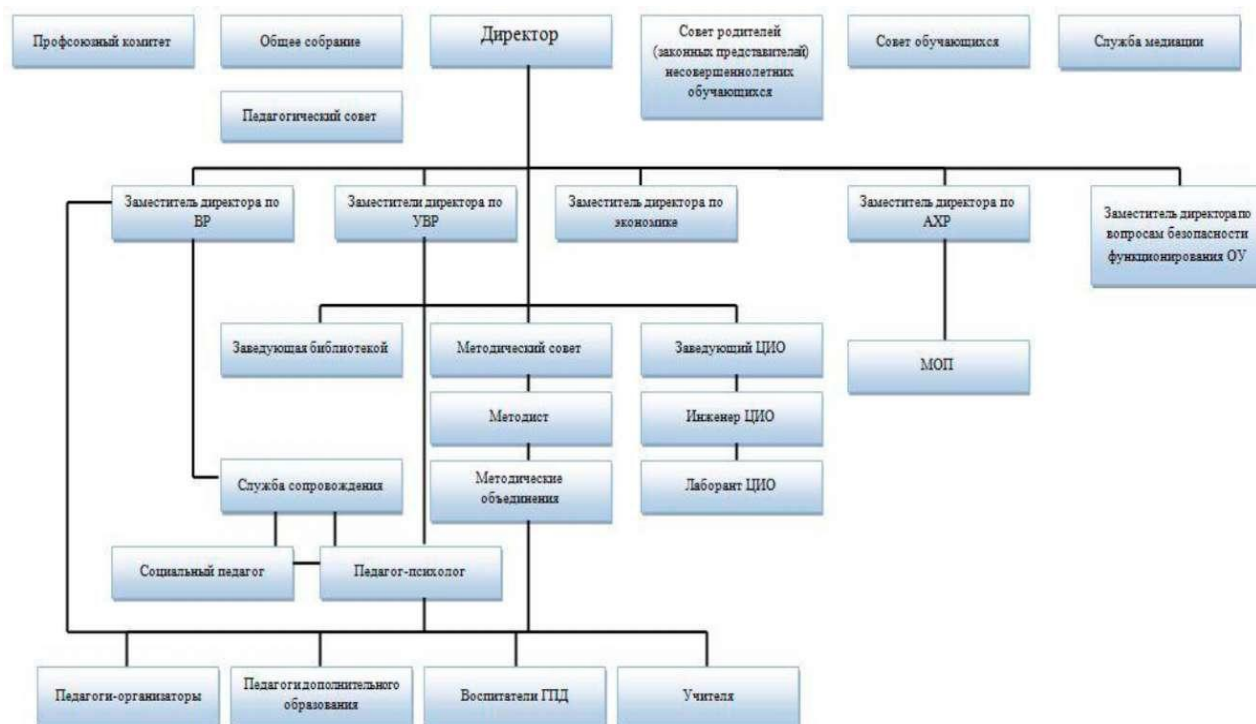 Профсоюзный комитет
Общее собрание
Директор
Совет родителей
(законных представителей)
несовершеннолетних
обучающихся
Совет обучающихся
Служба медиации
Педагогический совет
Заместитель директора по
ВР
Заместители директора по
УВР
Заместитель директора по
экономике
Заместитель директора по
АХР
Заместитель директора по
вопросам безопасности
функционирования ОУ
Заведующая библиотекой
Методический совет
Заведующий ЦИО
МОП
Методист
Инженер ЦИО
Служба сопровождения
Методические
объединения
Лаборант ЦИО
Социальный педагог
Педагог-психолог
Педагоги-организаторы
Педагоги дополнительного
образования
Воспитатели ГПД
Учителя